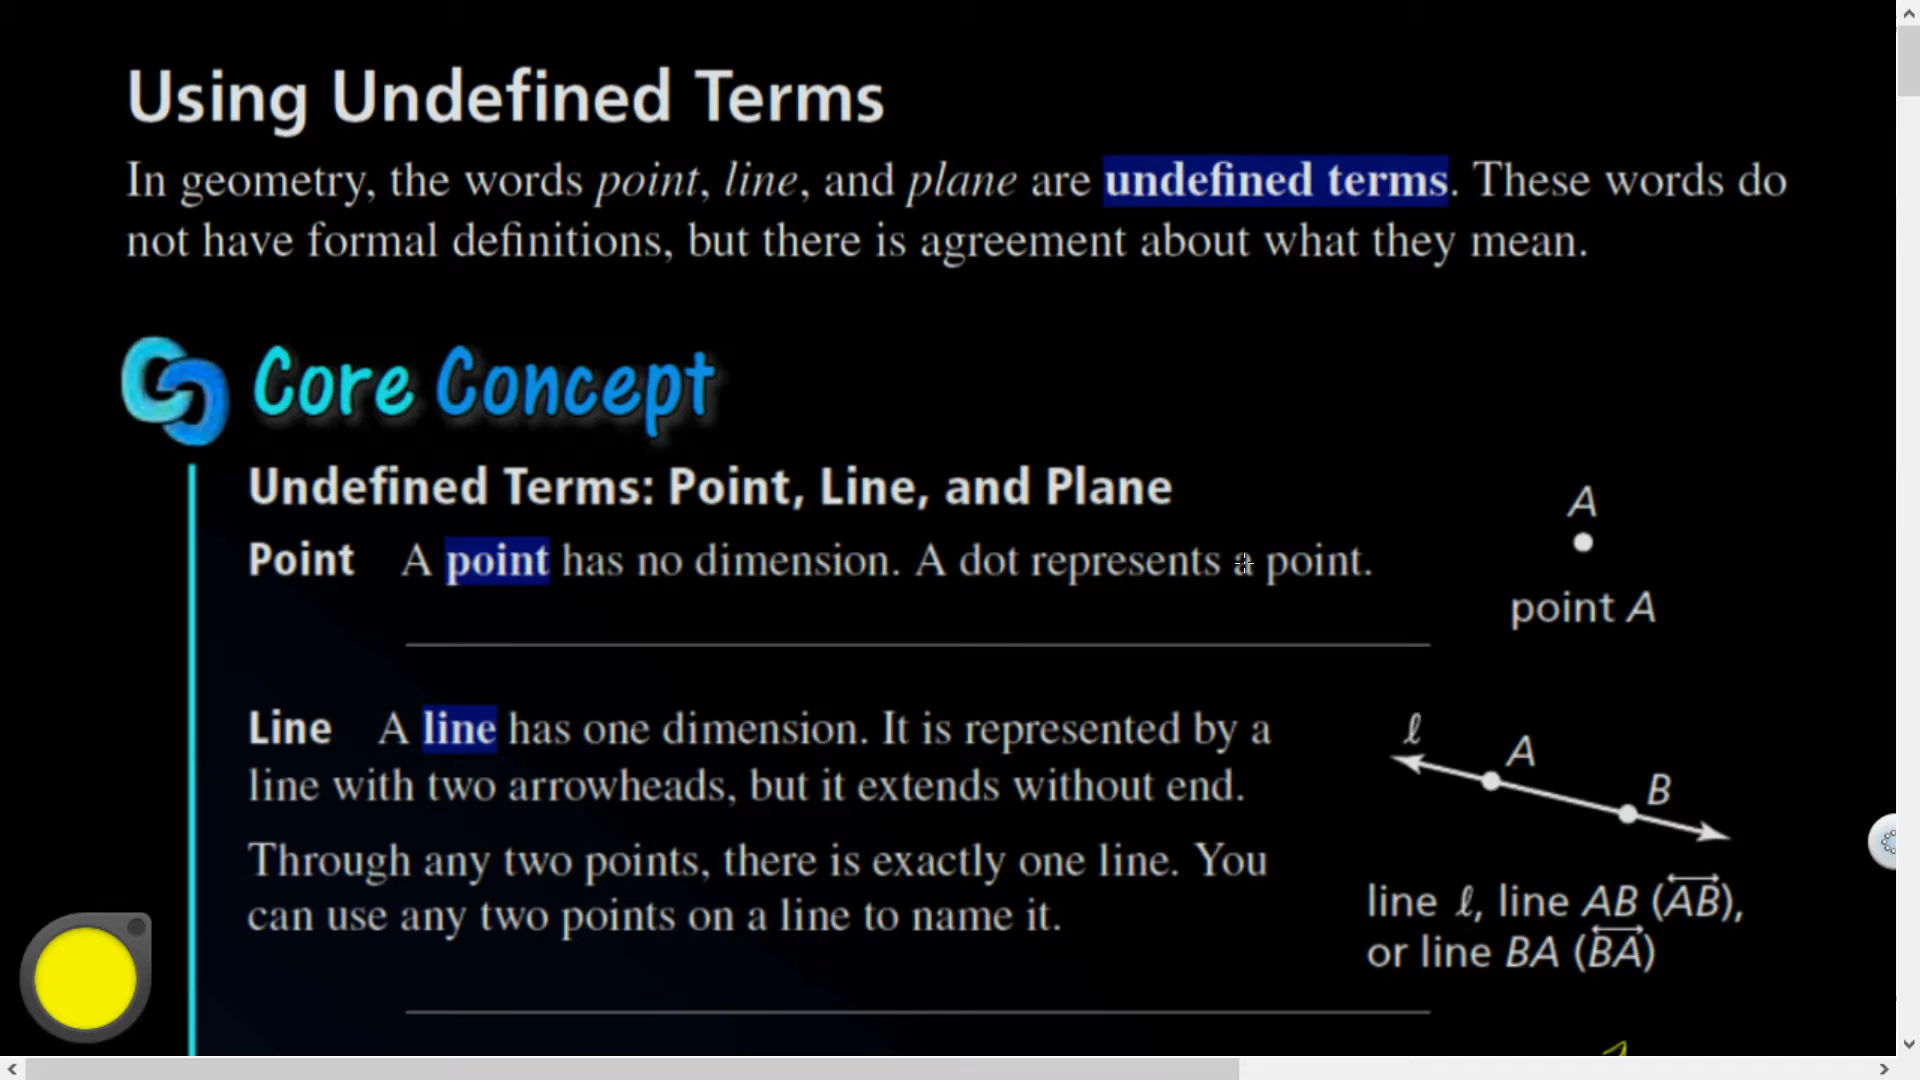 Using Undefined Terms
In geometry, the words point, line, and plane are undefined terms. These words do
not have formal definitions, but there is agreement about what they mean.
Core Concept
Undefined Terms: Point, Line, and Plane
A
Point A point has no dimension. A dot represents a point.
point A
Line A line has one dimension. It is represented by a
line with two arrowheads, but it extends without end.
ℓ
A
B
Through any two points, there is exactly one line. You
can use any two points on a line to name it.
line ℓ, line AB (AB),
or line BA (BA)